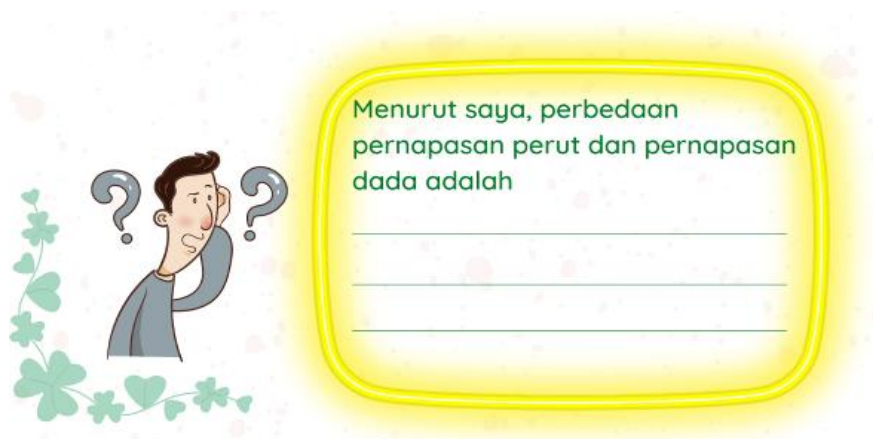 Menurut saya, perbedaan
pernapasan perut dan pernapasan
dada adalah